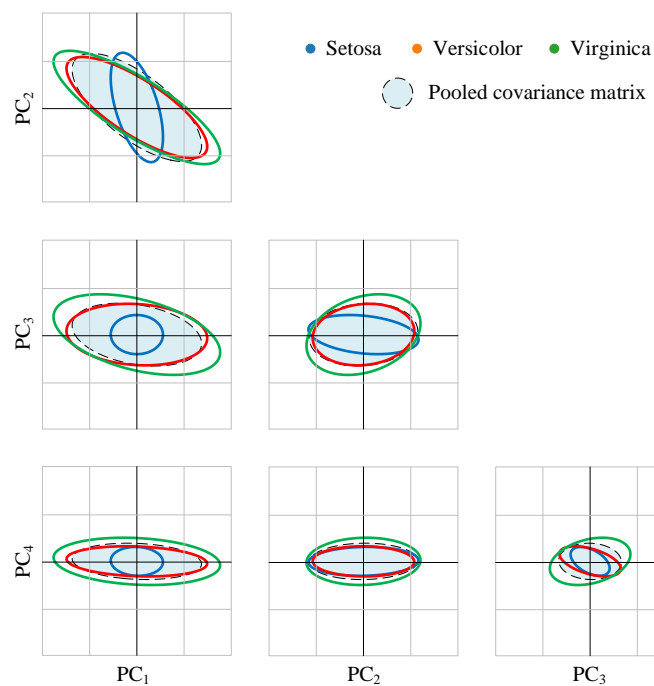 Setosa Versicolor Virginica
Pooled covariance matrix
PC2
PC3
PC4
PC1 PC2 PC3